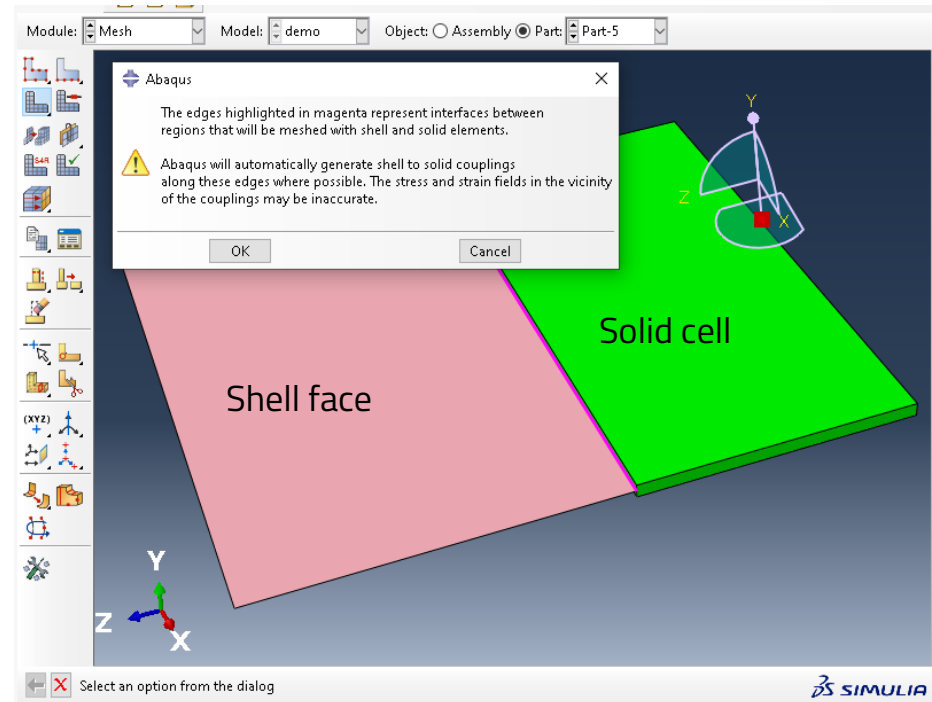 Module: Mesh Model: demo Object: Assembly Part: Part-5
Abaqus
The edges highlighted in magenta represent interfaces between
regions that will be meshed with shell and solid elements.
Abaqus will automatically generate shell to solid couplings
along these edges where possible. The stress and strain fields in the vicinity
of the couplings may be inaccurate.
OK Cancel
Y
Z
X
S4R
(XYZ)
Solid cell
Shell face
Y
Z
X
Select an option from the dialog
SIMULIA